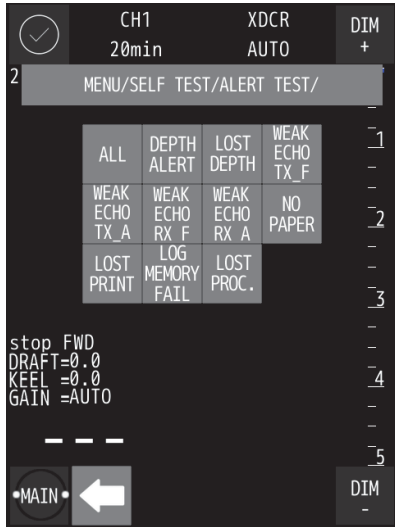 CH1 XDCR DIM
20min AUTO +
2
MENU/SELF TEST/ALERT TEST/
ALL
DEPTH
ALERT
LOST
DEPTH
WEAK
ECHO
TX_F
WEAK
ECHO
TX_A
WEAK
ECHO
RX F
WEAK
ECHO
RX A
NO
PAPER
LOST
PRINT
LOG
MEMORY
FAIL
LOST
PROC.
1
2
3
4
5
stop FWD
DRAFT=0.0
KEEL =0.0
GAIN =AUTO
– – –
•MAIN•
DIM
-